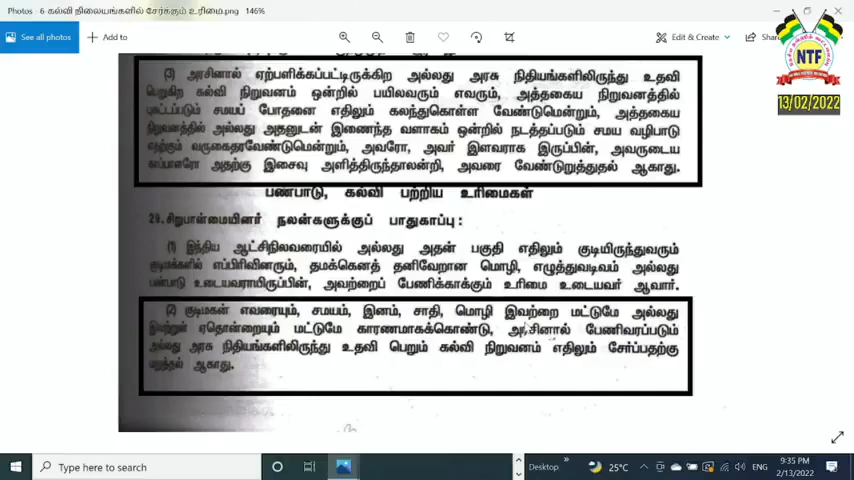 Photos - 6 கல்வி நிலையங்களில் சேர்க்கும் உரிமை.png 146%
See all photos
Add to
Edit & Create
Share
NTF
13/02/2022
(3) அரசினால் ஏற்பளிக்கப்பட்டிருக்கிற அல்லது அரசு நிதியங்களிலிருந்து உதவி
பெறுகிற கல்வி நிறுவனம் ஒன்றில் பயிலவரும் எவரும், அத்தகைய நிறுவனத்தில்
புகட்டப்படும் சமயப் போதனை எதிலும் கலந்துகொள்ள வேண்டுமென்றும், அத்தகைய
நிறுவனத்தில் அல்லது அதனுடன் இணைந்த வளாகம் ஒன்றில் நடத்தப்படும் சமய வழிபாடு
எதற்கும் வருகைதரவேண்டுமென்றும், அவரோ, அவர் இளவராக இருப்பின், அவருடைய
காப்பாளரோ அதற்கு இசைவு அளித்திருந்தாலன்றி, அவரை வேண்டுறுத்துதல் ஆகாது.
பண்பாடு, கல்வி பற்றிய உரிமைகள்
29. சிறுபான்மையினர் நலன்களுக்குப் பாதுகாப்பு :
(1) இந்திய ஆட்சிநிலவரையில் அல்லது அதன் பகுதி எதிலும் குடியிருந்துவரும்
குடிமக்களில் எப்பிரிவினரும், தமக்கெனத் தனிவேறான மொழி, எழுத்துவடிவம் அல்லது
பண்பாடு உடையவராயிருப்பின், அவற்றைப் பேணிக்காக்கும் உரிமை உடையவர் ஆவார்.
(2) குடிமகன் எவரையும், சமயம், இனம், சாதி, மொழி இவற்றை மட்டுமே அல்லது
இவற்றுள் ஏதொன்றையும் மட்டுமே காரணமாகக்கொண்டு, அரசினால் பேணிவரப்படும்
அல்லது அரசு நிதியங்களிலிருந்து உதவி பெறும் கல்வி நிறுவனம் எதிலும் சேர்ப்பதற்கு
மறுத்தல் ஆகாது.
Type here to search
Desktop
25°C
ENG
9:35 PM
2/13/2022